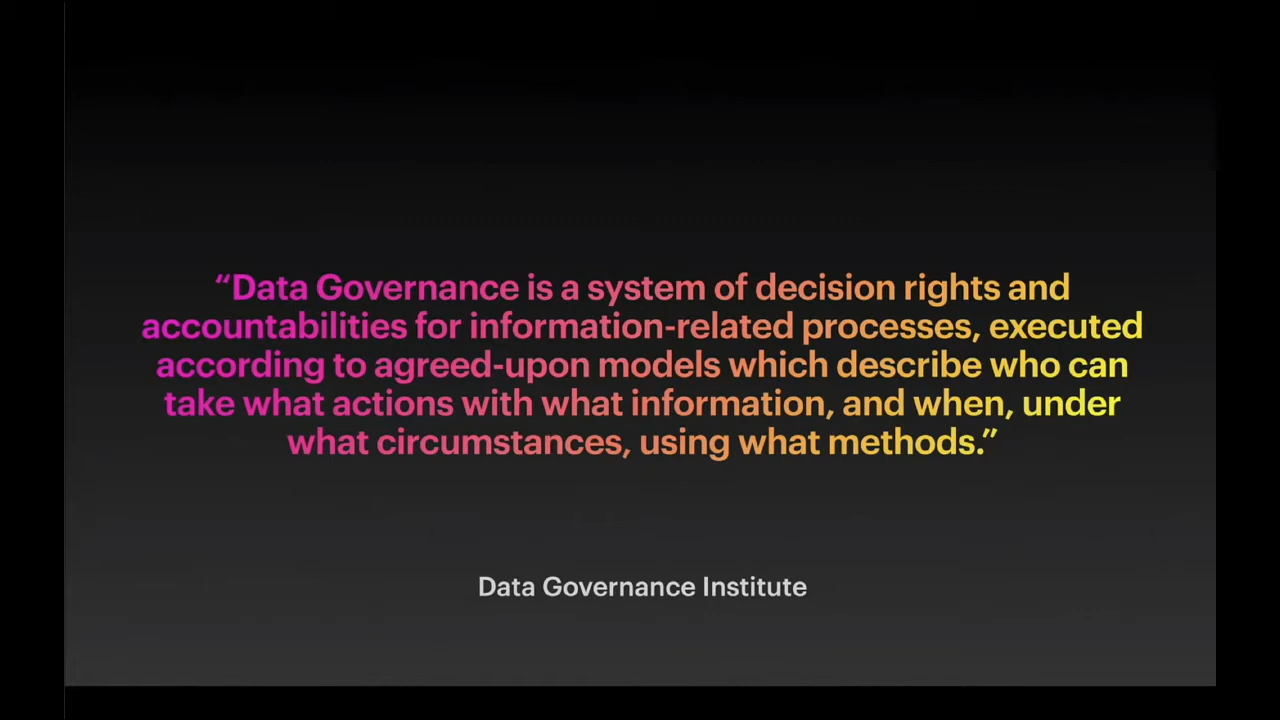 “Data Governance is a system of decision rights and
accountabilities for information-related processes, executed
according to agreed-upon models which describe who can
take what actions with what information, and when, under
what circumstances, using what methods.”
Data Governance Institute